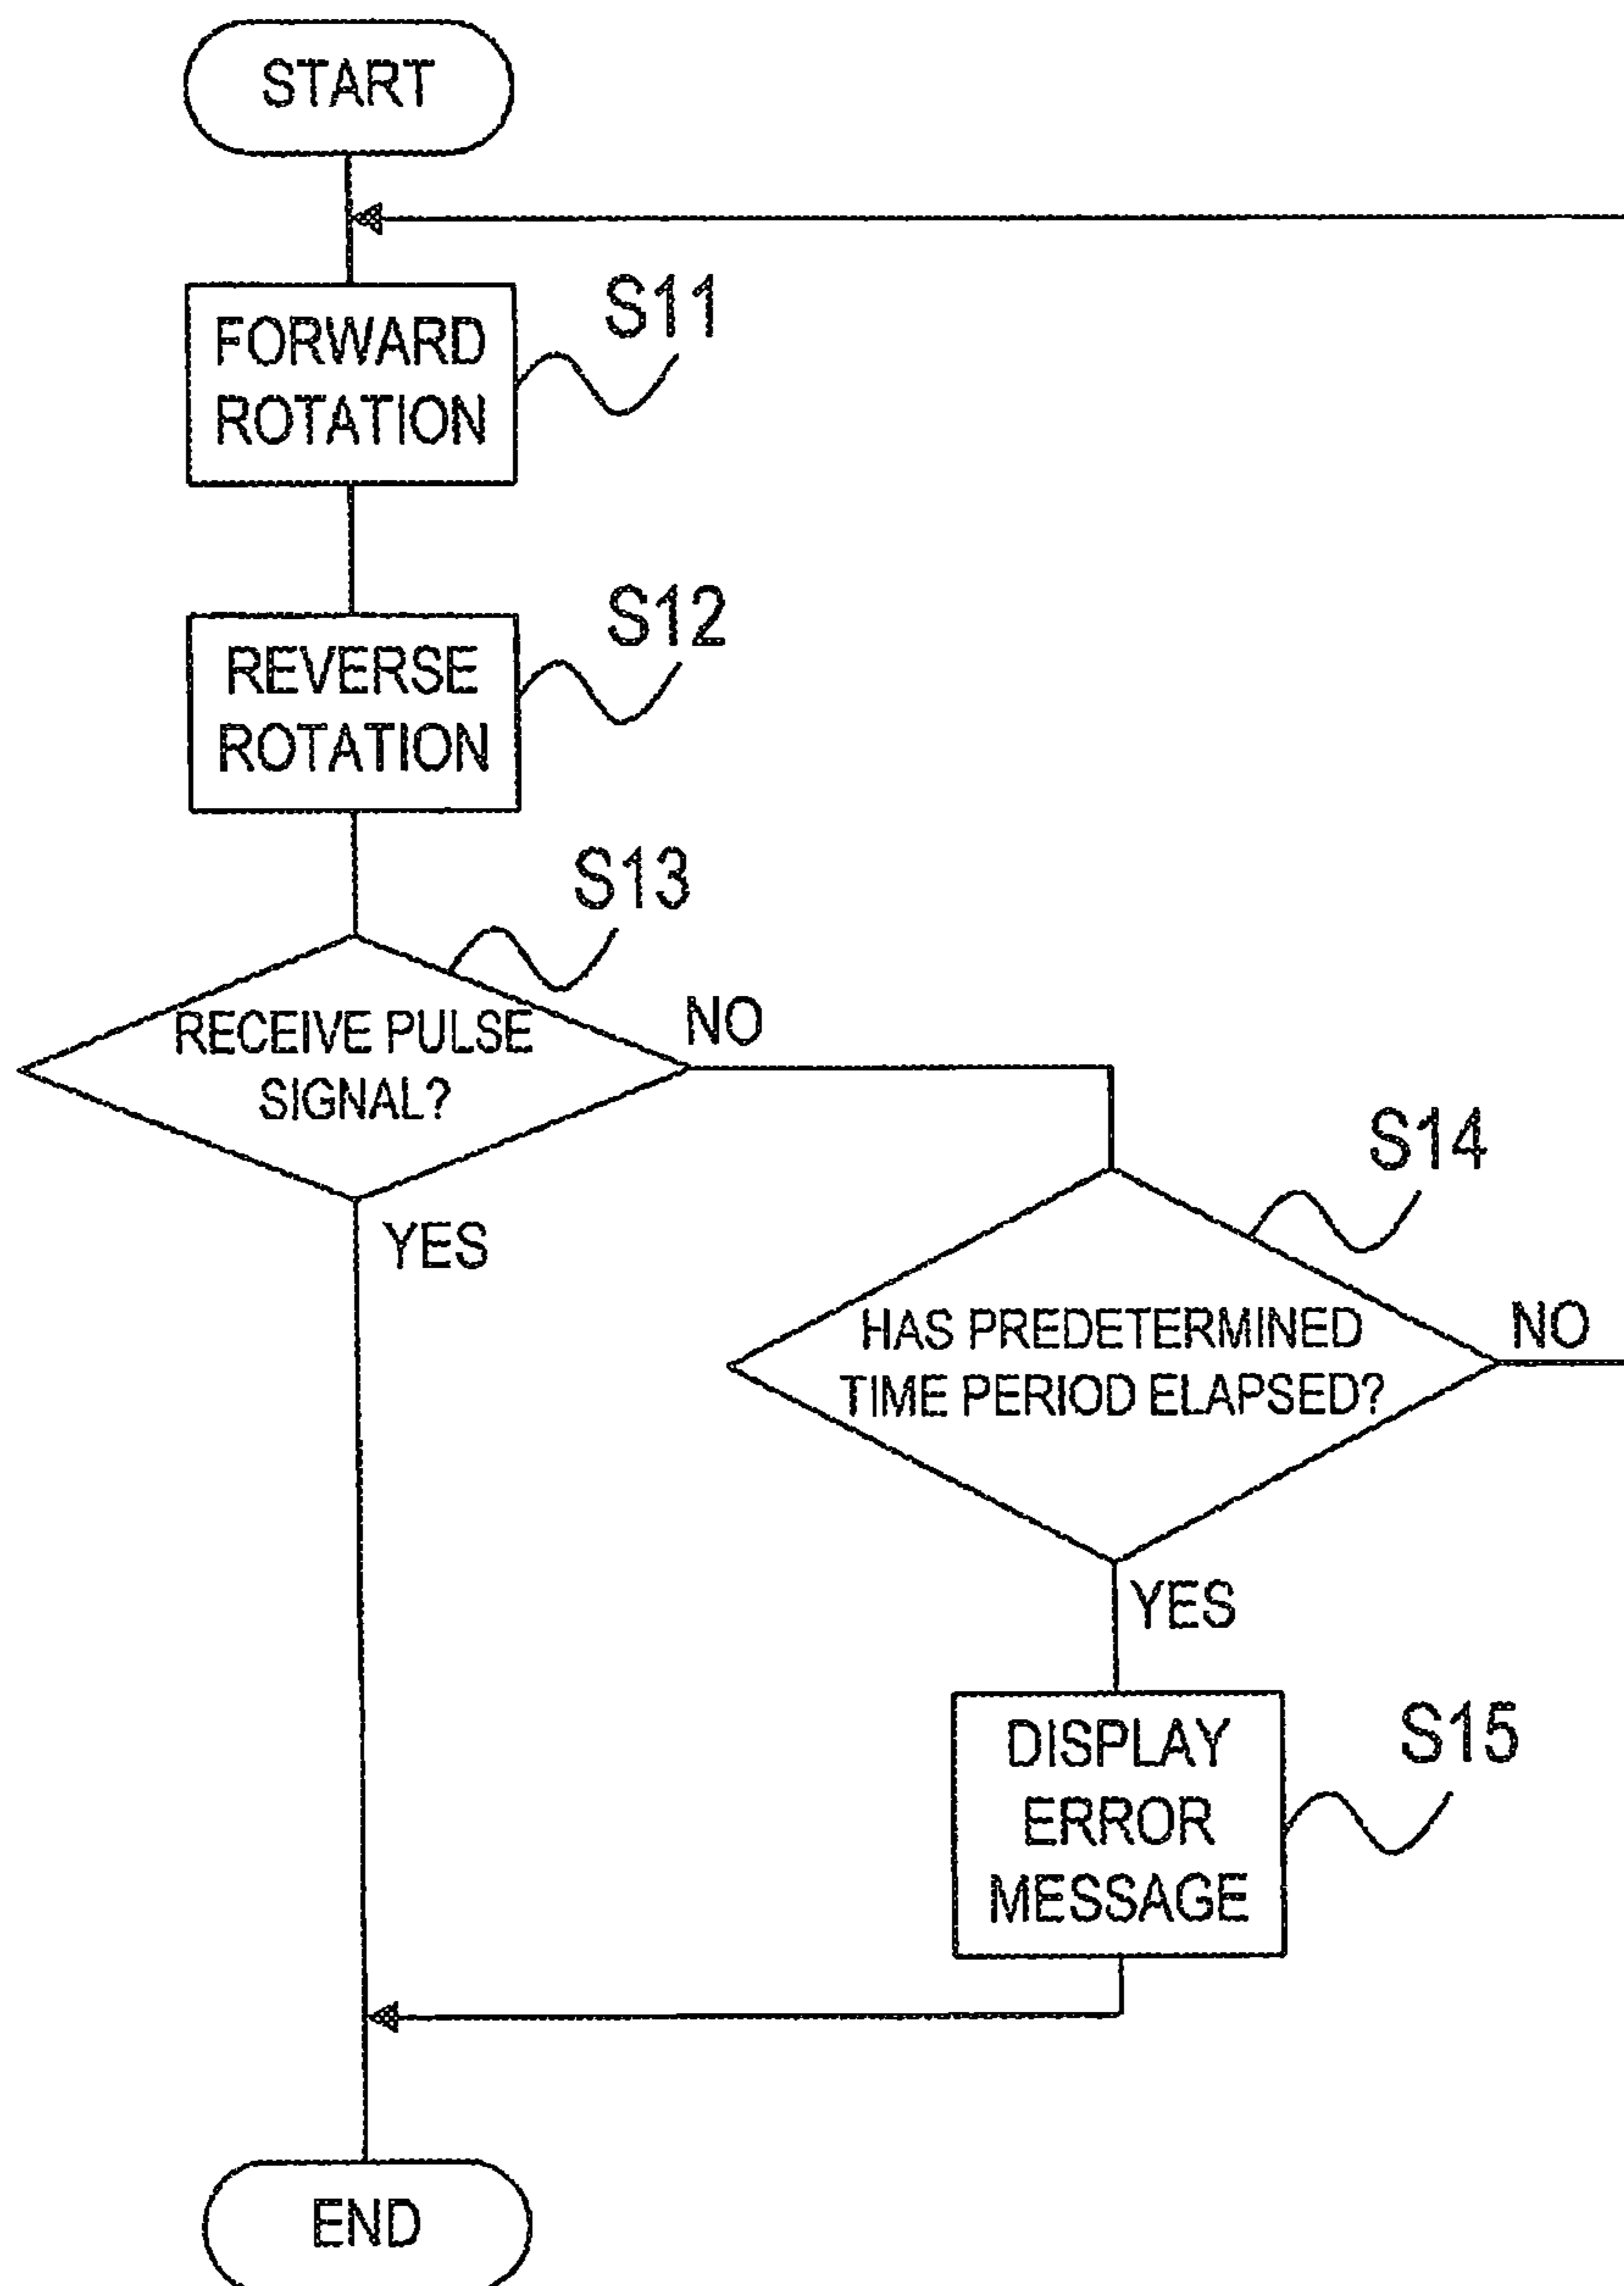 START
S11
FORWARD
ROTATION
S12
REVERSE
ROTATION
S13
RECEIVE PULSE
SIGNAL?
NO
YES
S14
HAS PREDETERMINED
TIME PERIOD ELAPSED?
NO
YES
S15
DISPLAY
ERROR
MESSAGE
END